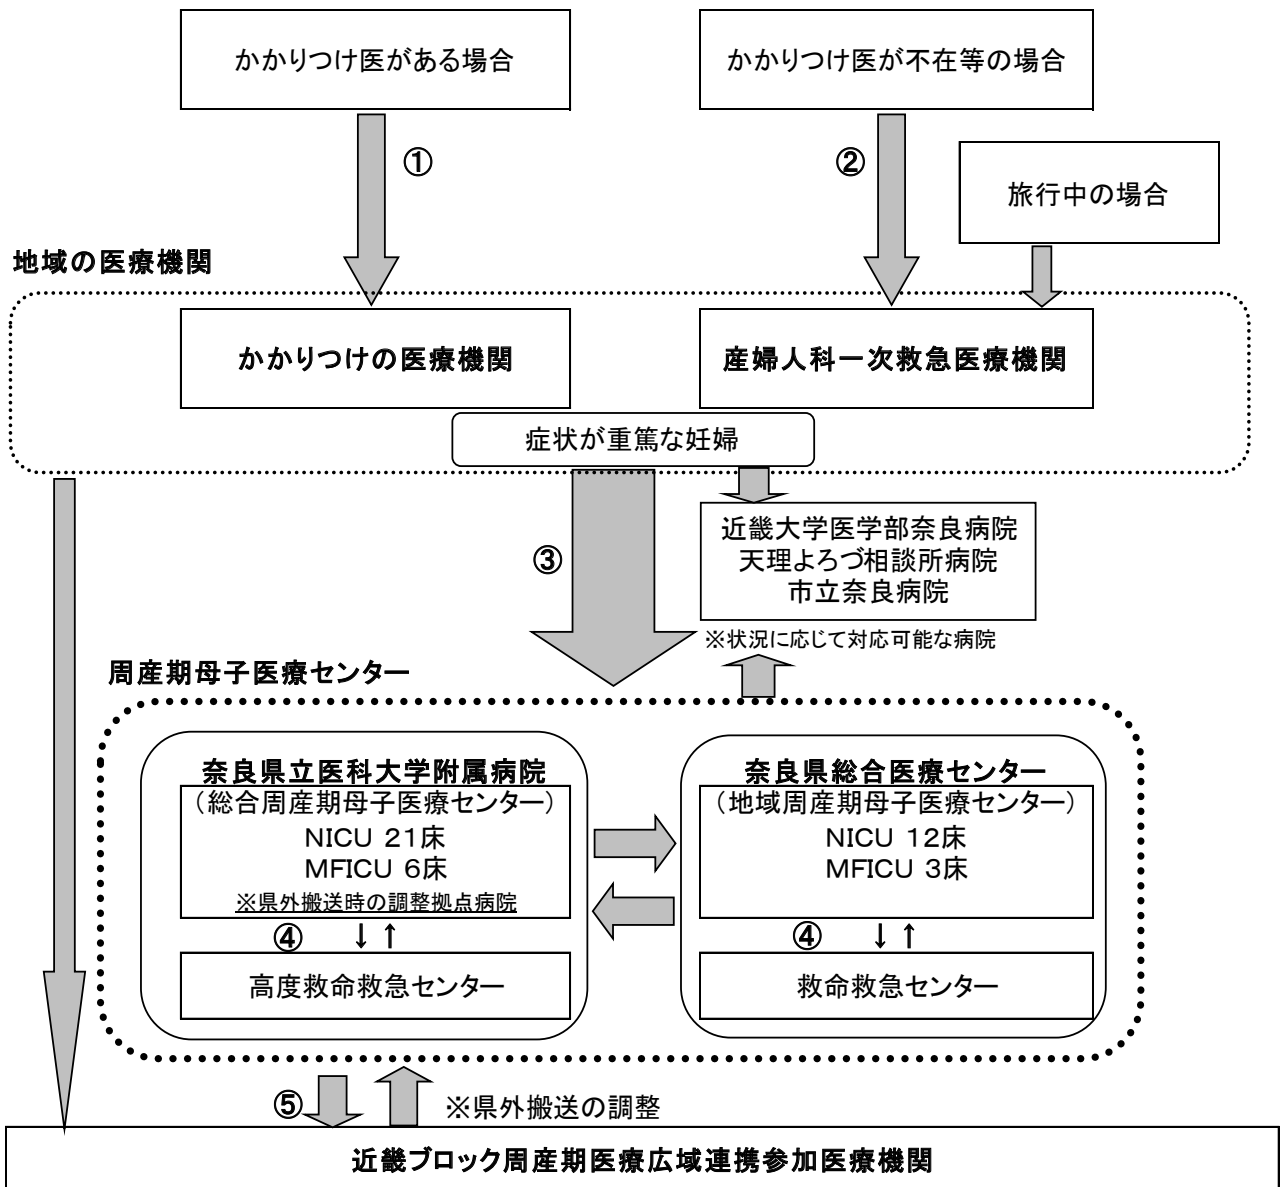 かかりつけ医がある場合
かかりつけ医が不在等の場合
①
②
旅行中の場合
地域の医療機関
かかりつけの医療機関
産婦人科一次救急医療機関
症状が重篤な妊婦
③
近畿大学医学部奈良病院
天理よろづ相談所病院
市立奈良病院
※状況に応じて対応可能な病院
周産期母子医療センター
奈良県立医科大学附属病院
（総合周産期母子医療センター）
NICU 21床
MFICU 6床
※県外搬送時の調整拠点病院
④ ↓↑
高度救命救急センター
奈良県総合医療センター
（地域周産期母子医療センター）
NICU 12床
MFICU 3床
④ ↓↑
救命救急センター
⑤
※県外搬送の調整
近畿ブロック周産期医療広域連携参加医療機関